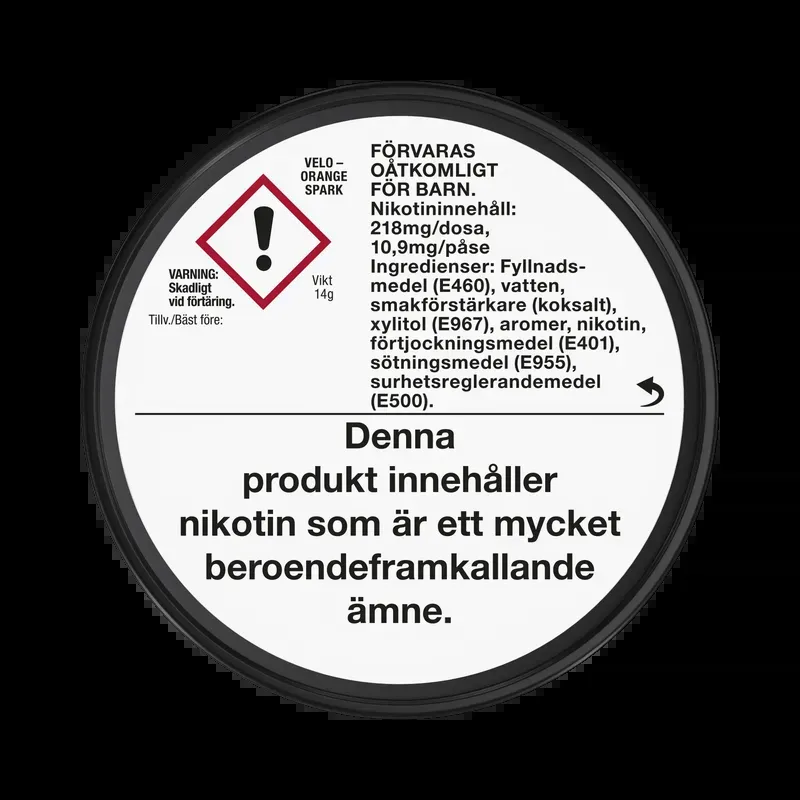 VELO –
ORANGE
SPARK
VARNING:
Skadligt
vid förtäring.
Vikt
14g
Tillv./Bäst före:
FÖRVARAS
OÅTKOMLIGT
FÖR BARN.
Nikotininnehåll:
218mg/dosa,
10,9mg/påse
Ingredienser: Fyllnads-
medel (E460), vatten,
smakförstärkare (koksalt),
xylitol (E967), aromer, nikotin,
förtjockningsmedel (E401),
sötningsmedel (E955),
surhetsreglerandemedel
(E500).
Denna
produkt innehåller
nikotin som är ett mycket
beroendeframkallande
ämne.